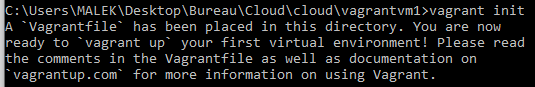 C:\Users\MALEK\Desktop\Bureau\Cloud\cloud\vagrantvm1>vagrant init
A `Vagrantfile` has been placed in this directory. You are now
ready to `vagrant up` your first virtual environment! Please read
the comments in the Vagrantfile as well as documentation on
`vagrantup.com` for more information on using Vagrant.